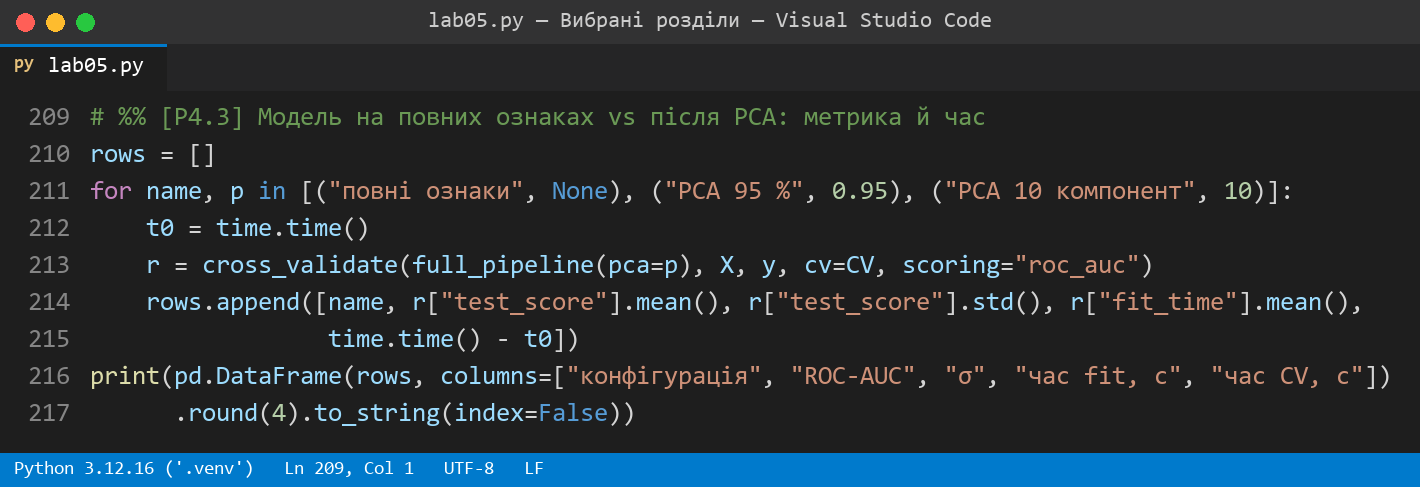 lab05.py — Вибрані розділи — Visual Studio Code
py lab05.py
209 # %% [P4.3] Модель на повних ознаках vs після PCA: метрика й час
210 rows = []
211 for name, p in [("повні ознаки", None), ("PCA 95 %", 0.95), ("PCA 10 компонент", 10)]:
212     t0 = time.time()
213     r = cross_validate(full_pipeline(pca=p), X, y, cv=CV, scoring="roc_auc")
214     rows.append([name, r["test_score"].mean(), r["test_score"].std(), r["fit_time"].mean(),
215                  time.time() - t0])
216 print(pd.DataFrame(rows, columns=["конфігурація", "ROC-AUC", "σ", "час fit, с", "час CV, с"])
217       .round(4).to_string(index=False))
Python 3.12.16 ('.venv') Ln 209, Col 1 UTF-8 LF